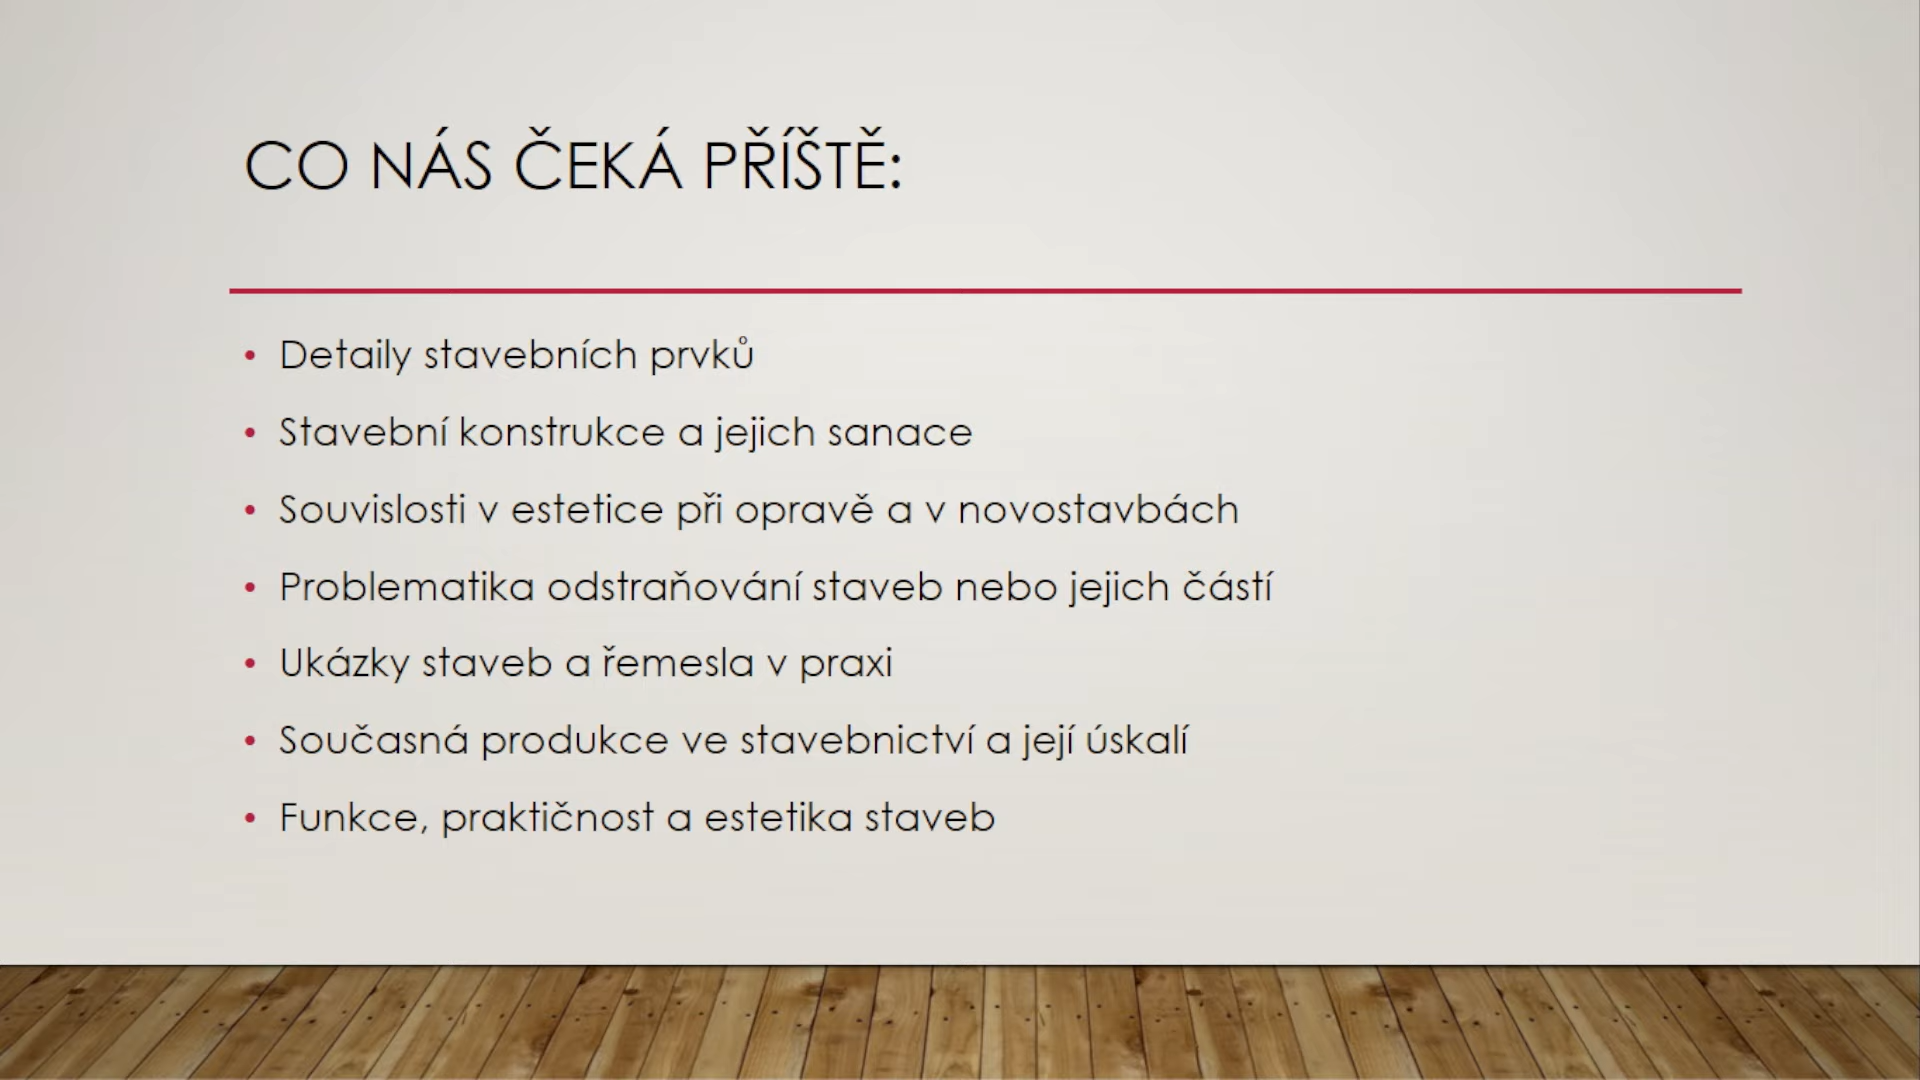 CO NÁS ČEKÁ PŘÍŠTĚ:
• Detaily stavebních prvků
• Stavební konstrukce a jejich sanace
• Souvislosti v estetice při opravě a v novostavbách
• Problematika odstraňování staveb nebo jejich částí
• Ukázky staveb a řemesla v praxi
• Současná produkce ve stavebnictví a její úskalí
• Funkce, praktičnost a estetika staveb